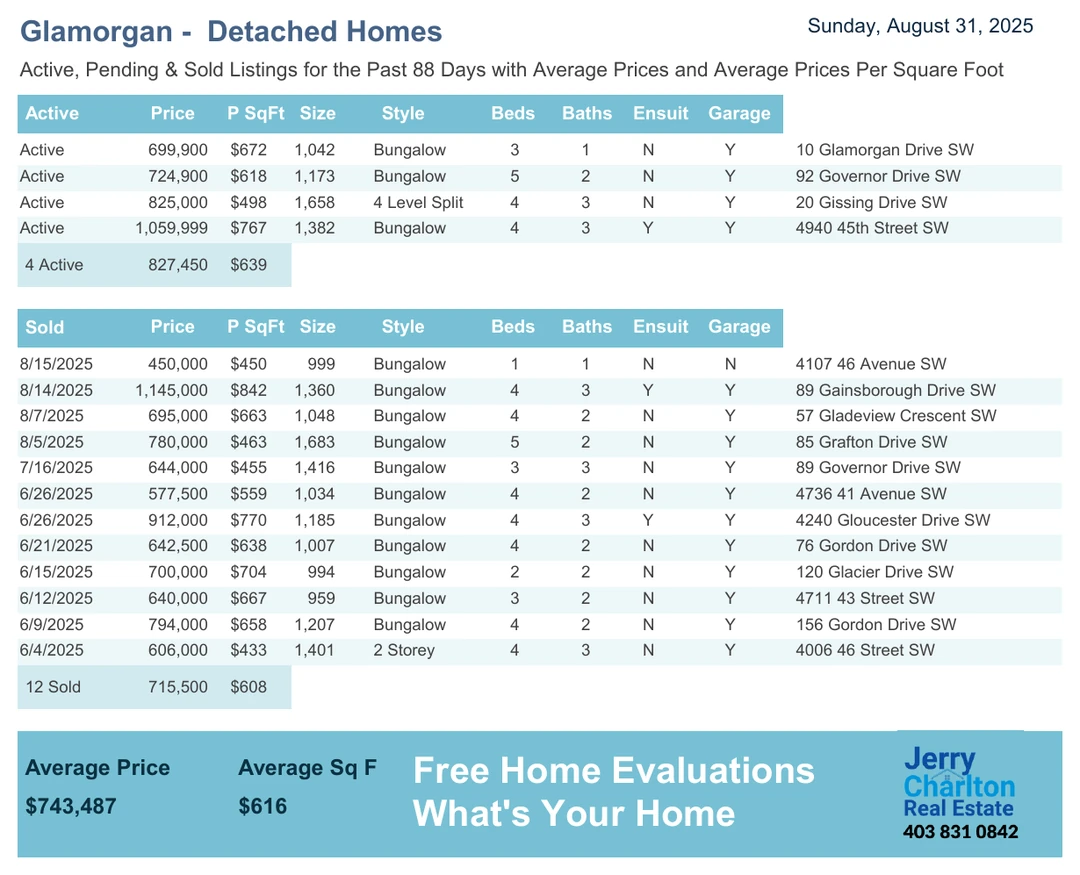 Glamorgan - Detached Homes
Sunday, August 31, 2025
Active, Pending & Sold Listings for the Past 88 Days with Average Prices and Average Prices Per Square Foot
Active Price P SqFt Size Style Beds Baths Ensuit Garage
Active 699,900 $672 1,042 Bungalow 3 1 N Y 10 Glamorgan Drive SW
Active 724,900 $618 1,173 Bungalow 5 2 N Y 92 Governor Drive SW
Active 825,000 $498 1,658 4 Level Split 4 3 N Y 20 Gissing Drive SW
Active 1,059,999 $767 1,382 Bungalow 4 3 Y Y 4940 45th Street SW
4 Active 827,450 $639
Sold Price P SqFt Size Style Beds Baths Ensuit Garage
8/15/2025 450,000 $450 999 Bungalow 1 1 N N 4107 46 Avenue SW
8/14/2025 1,145,000 $842 1,360 Bungalow 4 3 Y Y 89 Gainsborough Drive SW
8/7/2025 695,000 $663 1,048 Bungalow 4 2 N Y 57 Gladeview Crescent SW
8/5/2025 780,000 $463 1,683 Bungalow 5 2 N Y 85 Grafton Drive SW
7/16/2025 644,000 $455 1,416 Bungalow 3 3 N Y 89 Governor Drive SW
6/26/2025 577,500 $559 1,034 Bungalow 4 2 N Y 4736 41 Avenue SW
6/26/2025 912,000 $770 1,185 Bungalow 4 3 Y Y 4240 Gloucester Drive SW
6/21/2025 642,500 $638 1,007 Bungalow 4 2 N Y 76 Gordon Drive SW
6/15/2025 700,000 $704 994 Bungalow 2 2 N Y 120 Glacier Drive SW
6/12/2025 640,000 $667 959 Bungalow 3 2 N Y 4711 43 Street SW
6/9/2025 794,000 $658 1,207 Bungalow 4 2 N Y 156 Gordon Drive SW
6/4/2025 606,000 $433 1,401 2 Storey 4 3 N Y 4006 46 Street SW
12 Sold 715,500 $608
Average Price Average Sq F
$743,487 $616
Free Home Evaluations
What's Your Home
Jerry
Charlton
Real Estate
403 831 0842